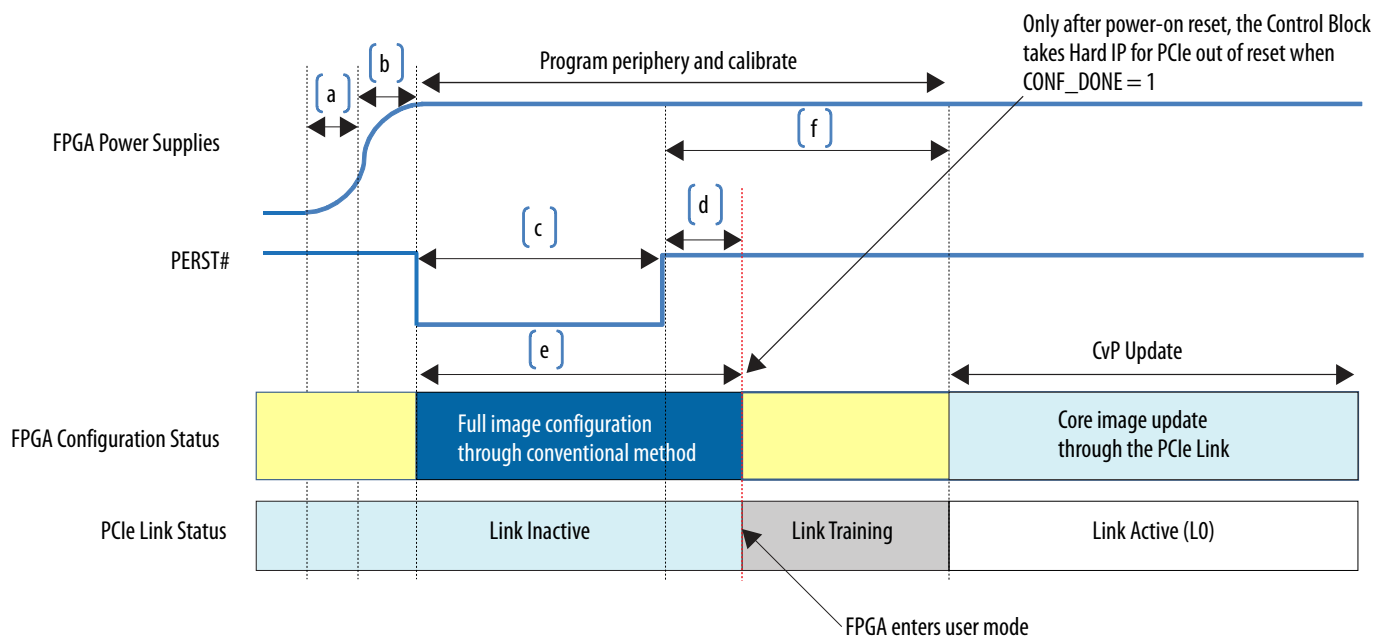 Only after power-on reset, the Control Block
takes Hard IP for PCIe out of reset when
CONF_DONE = 1
b
Program periphery and calibrate
a
f
FPGA Power Supplies
d
c
PERST#
e
CvP Update
FPGA Configuration Status
Full image configuration
through conventional method
Core image update
through the PCIe Link
PCIe Link Status
Link Inactive
Link Training
Link Active (L0)
FPGA enters user mode